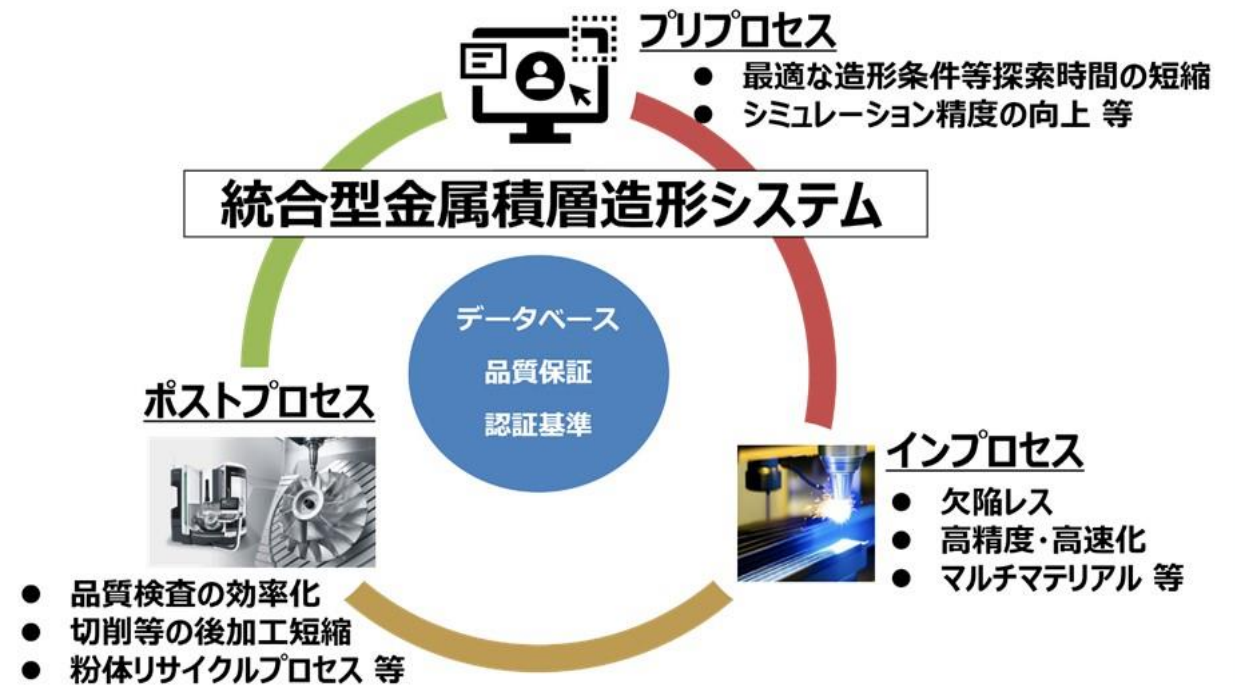 プリプロセス
● 最適な造形条件等探索時間の短縮
● シミュレーション精度の向上 等
統合型金属積層造形システム
データベース
品質保証
認証基準
ポストプロセス
インプロセス
● 欠陥レス
● 高精度・高速化
● マルチマテリアル 等
● 品質検査の効率化
● 切削等の後加工短縮
● 粉体リサイクルプロセス 等